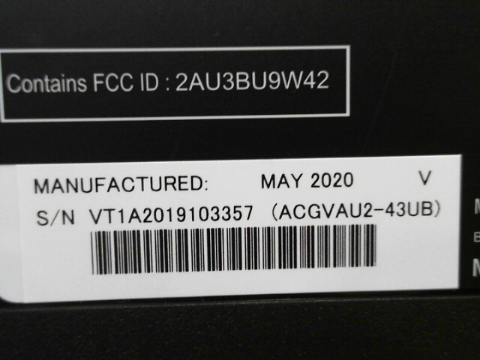 Contains FCC ID : 2AU3BU9W42
MANUFACTURED: MAY 2020 V
S/N VT1A2019103357 (ACGVAU2-43UB)